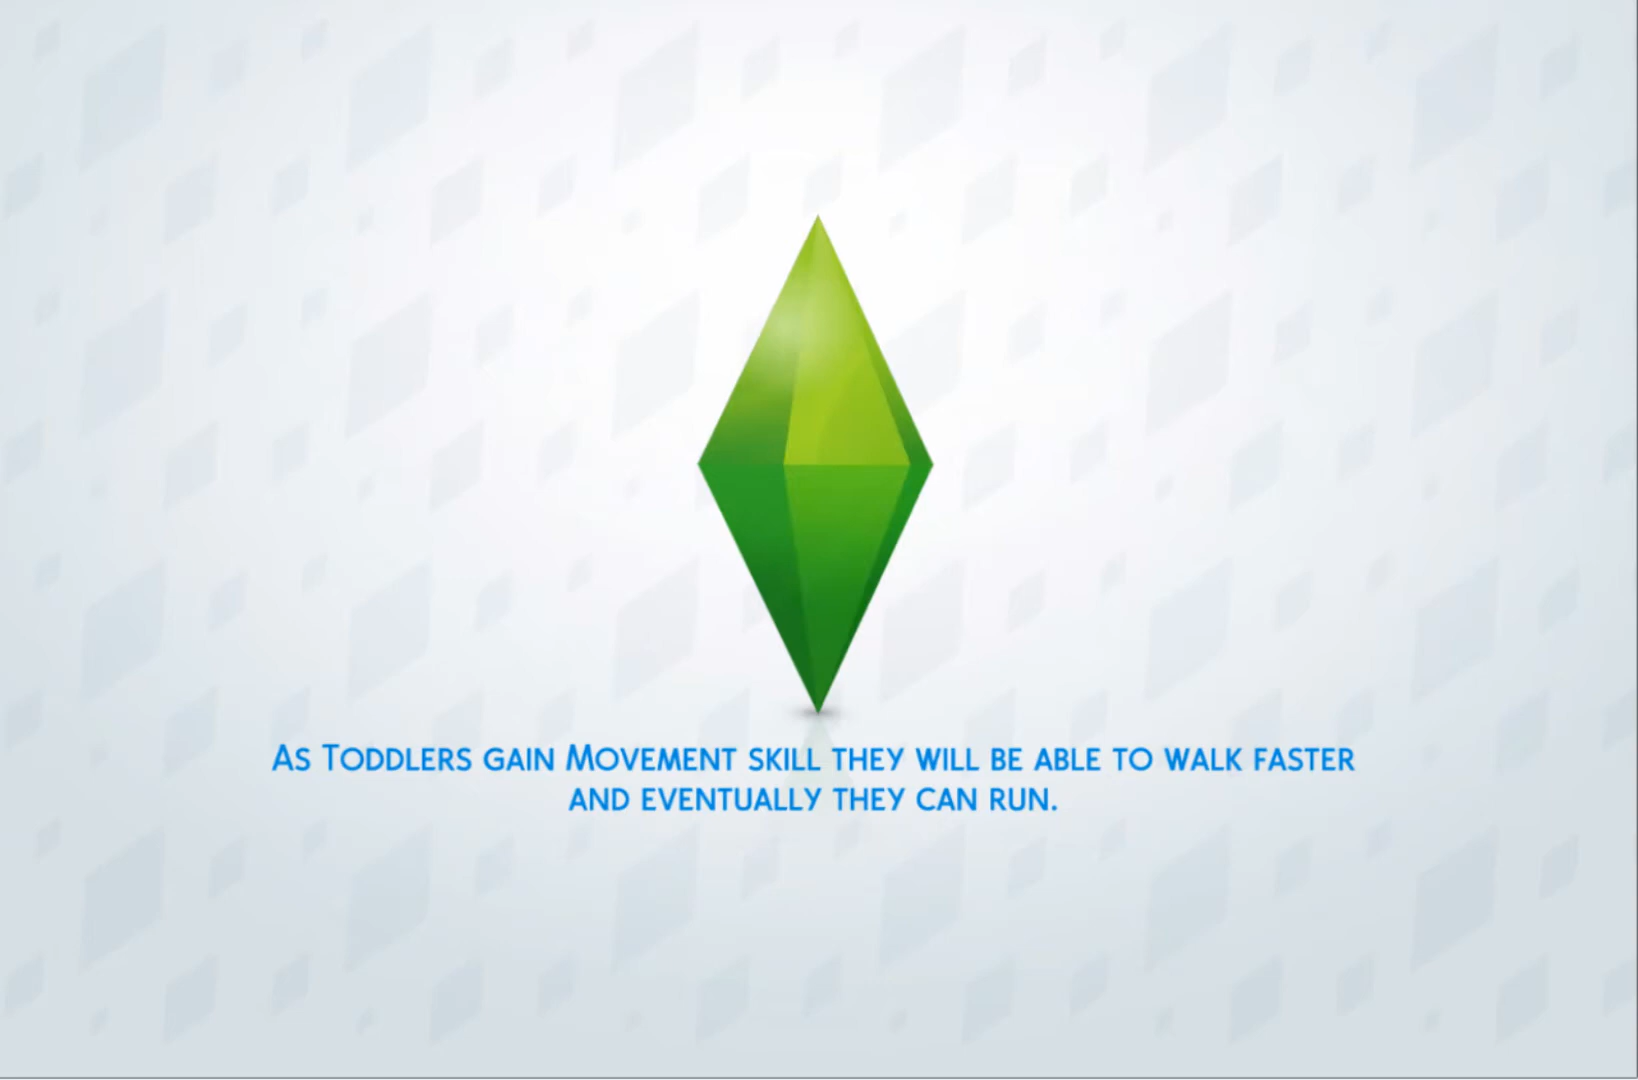 As Toddlers gain Movement skill they will be able to walk faster
and eventually they can run.